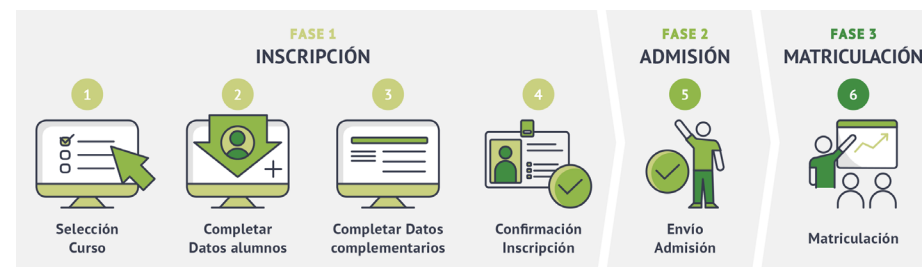 FASE 1
INSCRIPCIÓN
1
Selección
Curso
2
Completar
Datos alumnos
3
Completar Datos
complementarios
4
Confirmación
Inscripción
FASE 2
ADMISIÓN
5
Envío
Admisión
FASE 3
MATRICULACIÓN
6
Matriculación